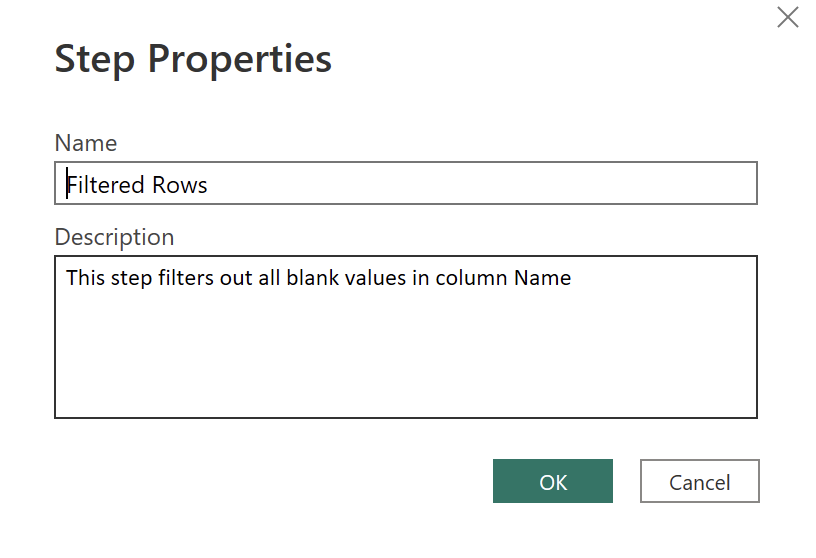 Step Properties
Name
Filtered Rows
Description
This step filters out all blank values in column Name
OK
Cancel